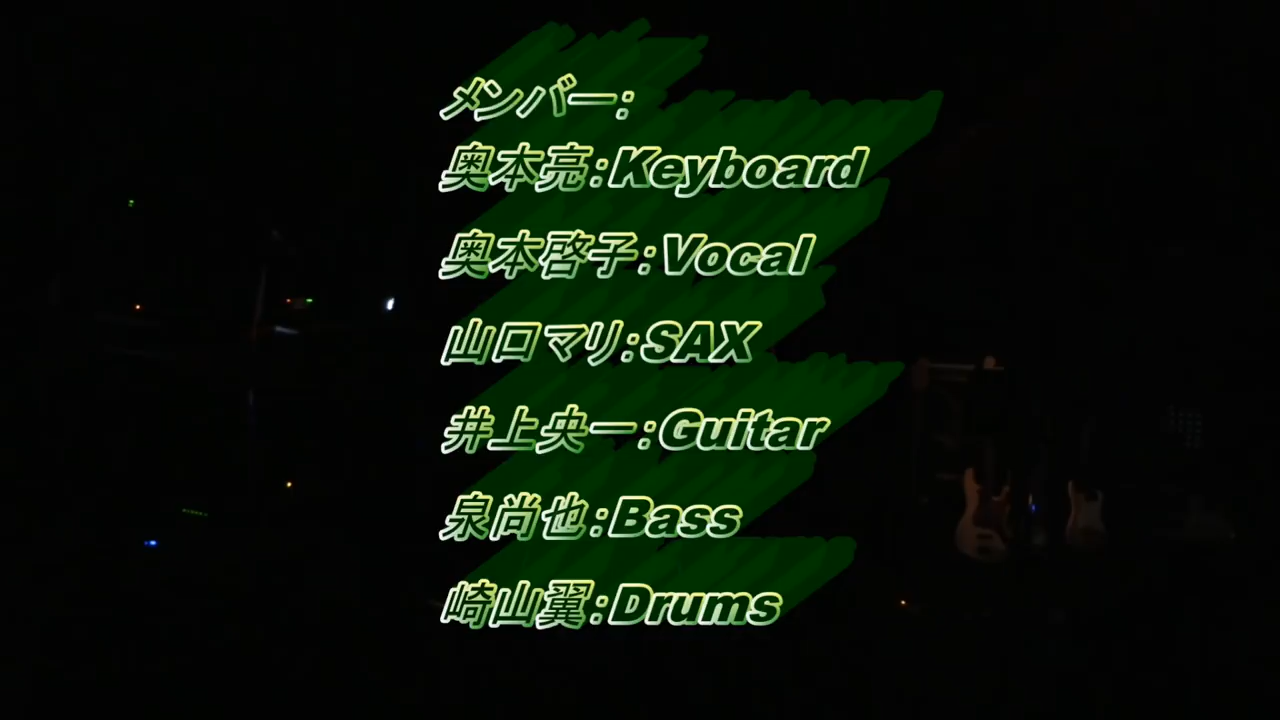 メンバー:
奥本亮:Keyboard
奥本啓子:Vocal
山口マリ:SAX
井上央一:Guitar
泉尚也:Bass
崎山翼:Drums